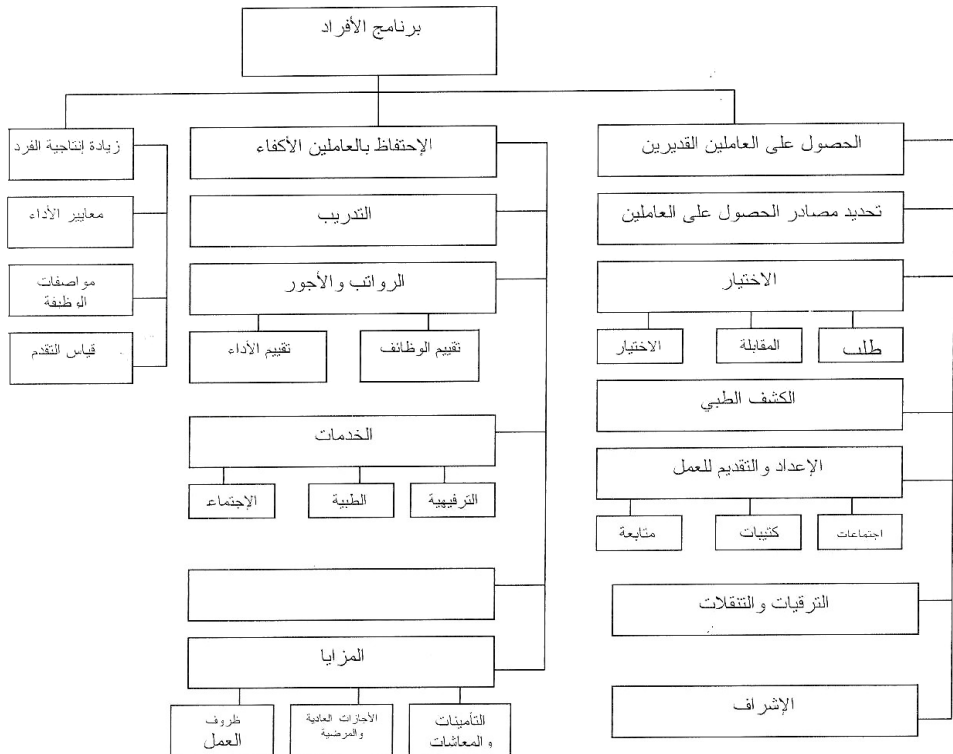 برنامج الأفراد
الحصول على العاملين القديرين
تحديد مصادر الحصول على العاملين
الاختيار
طلب
المقابلة
الاختيار
الكشف الطبي
الإعداد والتقديم للعمل
اجتماعات
كتيبات
متابعة
الترقيات والتنقلات
الإشراف
الإحتفاظ بالعاملين الأكفاء
التدريب
الرواتب والأجور
تقييم الوظائف
تقييم الأداء
الخدمات
الترفيهية
الطبية
الإجتماعـ
المزايا
التأمينات
والمعاشات
الأجازات العادية
والمرضية
ظروف
العمل
زيادة إنتاجية الفرد
معايير الأداء
مواصفات
الوظيفة
قياس التقدم